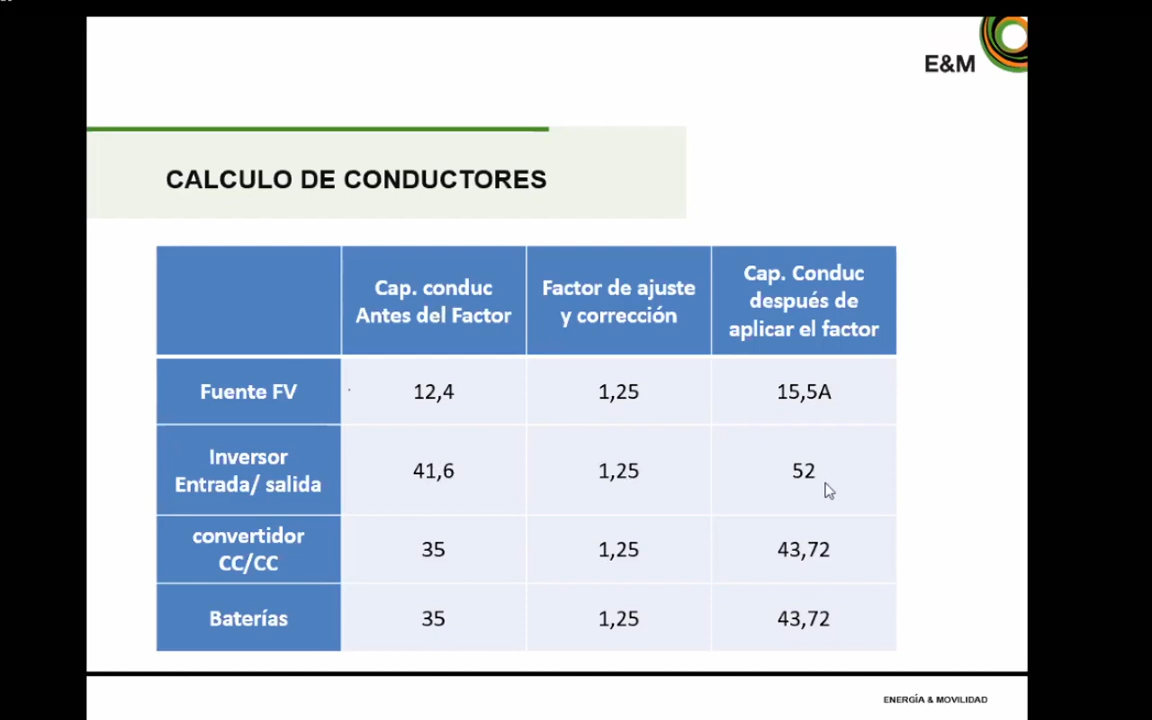 E&M
CALCULO DE CONDUCTORES
Cap. conduc
Antes del Factor
Factor de ajuste
y corrección
Cap. Conduc
después de
aplicar el factor
Fuente FV
12,4
1,25
15,5A
Inversor
Entrada/ salida
41,6
1,25
52
convertidor
CC/CC
35
1,25
43,72
Baterías
35
1,25
43,72
ENERGÍA & MOVILIDAD